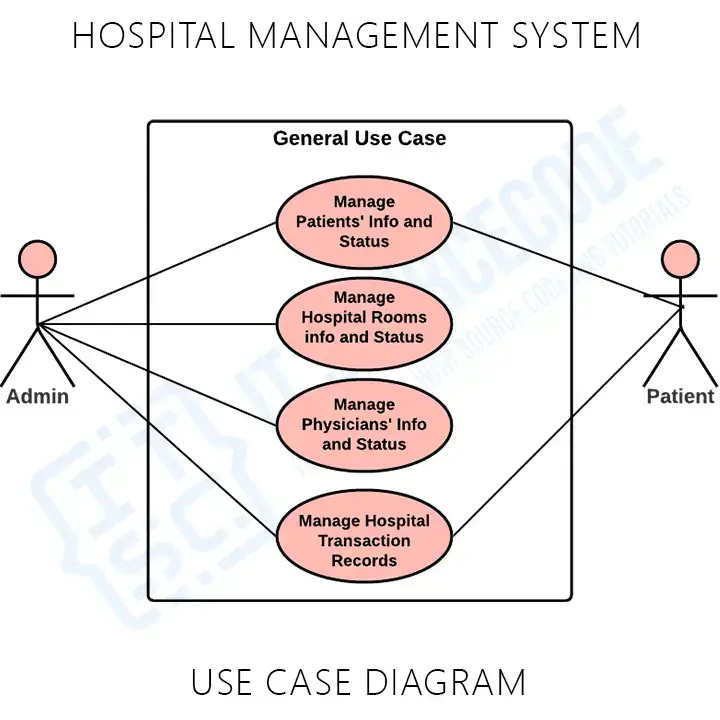 HOSPITAL MANAGEMENT SYSTEM
General Use Case
Manage
Patients' Info and
Status
Manage
Hospital Rooms
info and Status
Manage
Physicians' Info
and Status
Manage Hospital
Transaction
Records
Admin
Patient
USE CASE DIAGRAM